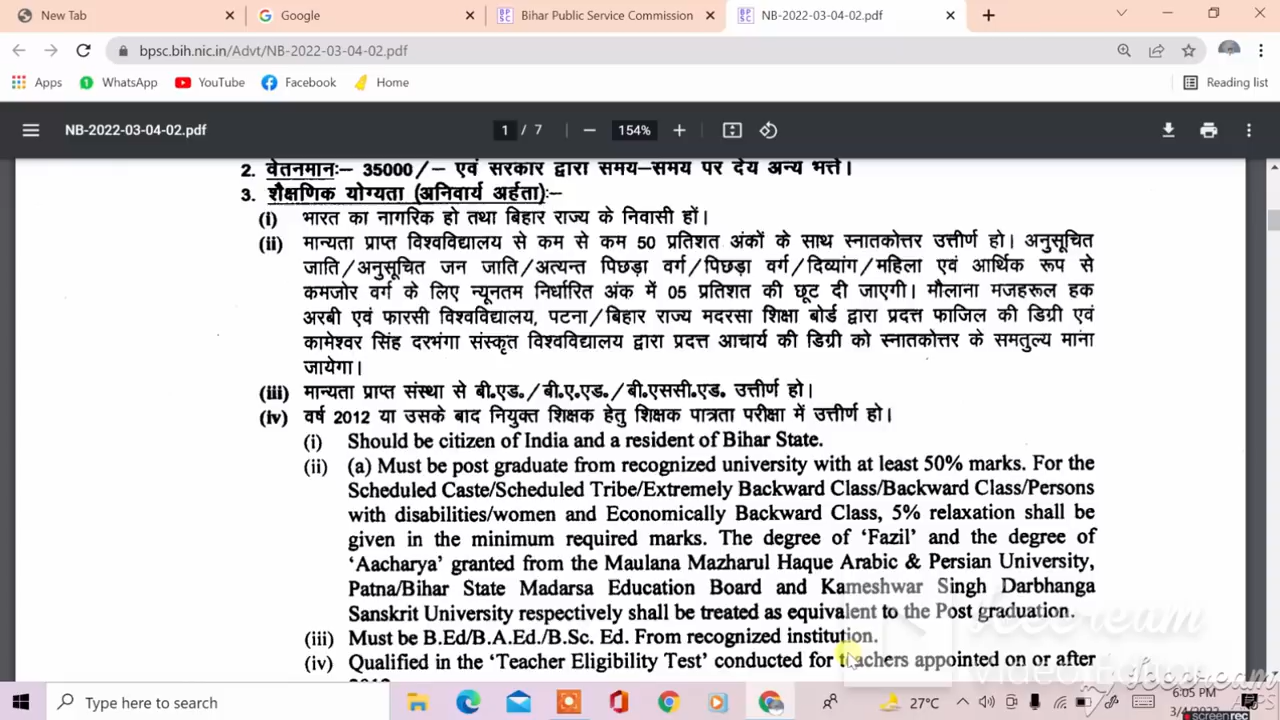 New Tab
Google
Bihar Public Service Commission
NB-2022-03-04-02.pdf
bpsc.bih.nic.in/Advt/NB-2022-03-04-02.pdf
Apps
WhatsApp
YouTube
Facebook
Home
Reading list
NB-2022-03-04-02.pdf
1 / 7
154%
2. वेतनमानः– 35000/– एवं सरकार द्वारा समय–समय पर देय अन्य भत्ते।
3. शैक्षणिक योग्यता (अनिवार्य अर्हता)ः–
(i) भारत का नागरिक हो तथा बिहार राज्य के निवासी हों।
(ii) मान्यता प्राप्त विश्वविद्यालय से कम से कम 50 प्रतिशत अंकों के साथ स्नातकोत्तर उत्तीर्ण हो। अनुसूचित
जाति/अनुसूचित जन जाति/अत्यन्त पिछड़ा वर्ग/पिछड़ा वर्ग/दिव्यांग/महिला एवं आर्थिक रूप से
कमजोर वर्ग के लिए न्यूनतम निर्धारित अंक में 05 प्रतिशत की छूट दी जाएगी। मौलाना मजहरूल हक
अरबी एवं फारसी विश्वविद्यालय, पटना/बिहार राज्य मदरसा शिक्षा बोर्ड द्वारा प्रदत्त फाजिल की डिग्री एवं
कामेश्वर सिंह दरभंगा संस्कृत विश्वविद्यालय द्वारा प्रदत्त आचार्य की डिग्री को स्नातकोत्तर के समतुल्य माना
जायेगा।
(iii) मान्यता प्राप्त संस्था से बी.एड./बी.ए.एड./बी.एससी.एड. उत्तीर्ण हो।
(iv) वर्ष 2012 या उसके बाद नियुक्त शिक्षक हेतु शिक्षक पात्रता परीक्षा में उत्तीर्ण हो।
(i) Should be citizen of India and a resident of Bihar State.
(ii) (a) Must be post graduate from recognized university with at least 50% marks. For the
Scheduled Caste/Scheduled Tribe/Extremely Backward Class/Backward Class/Persons
with disabilities/women and Economically Backward Class, 5% relaxation shall be
given in the minimum required marks. The degree of ‘Fazil’ and the degree of
‘Aacharya’ granted from the Maulana Mazharul Haque Arabic & Persian University,
Patna/Bihar State Madarsa Education Board and Kameshwar Singh Darbhanga
Sanskrit University respectively shall be treated as equivalent to the Post graduation.
(iii) Must be B.Ed/B.A.Ed./B.Sc. Ed. From recognized institution.
(iv) Qualified in the ‘Teacher Eligibility Test’ conducted for teachers appointed on or after
Type here to search
27°C
6:05 PM
3/4/2022
screenrec